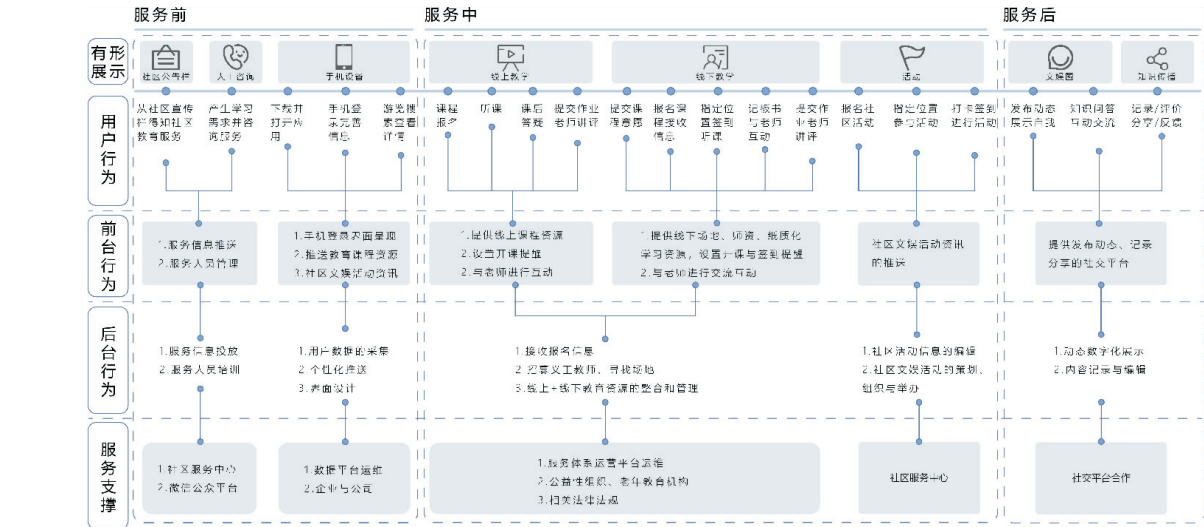 服务前
服务中
服务后
有形
展示
社区公告栏
人工咨询
手机设备
线上教学
线下教学
活动
文娱圈
知识传播
用户行为
从社区宣传
栏得知社区
教育服务
产生学习
需求并咨
询服务
下载并
打开应
用
手机登
录完善
信息
游览搜
索查看
详情
课程
报名
听课
课后
答疑
提交作业
老师讲评
提交课
程意愿
报名课
程接收
信息
指定位
置签到
听课
记板书
与老师
互动
提交作
业老师
讲评
报名社
区活动
指定位置
参与活动
打卡签到
进行活动
发布动态
展示自我
知识问答
互动交流
记录/评价
分享/反馈
前台行为
1.服务信息推送
2.服务人员管理
1.手机登录界面呈现
2.推送教育课程资源
3.社区文娱活动资讯
1.提供线上课程资源
2.设置开课提醒
2.与老师进行互动
1.提供线下场地、师资、纸质化
学习资源，设置开课与签到提醒
2.与老师进行交流互动
社区文娱活动资讯
的推送
提供发布动态、记录
分享的社交平台
后台行为
1.服务信息投放
2.服务人员培训
1.用户数据的采集
2.个性化推送
3.界面设计
1.接收报名信息
2.招募义工教师、寻找场地
3.线上+线下教育资源的整合和管理
1.社区活动信息的编辑
2.社区文娱活动的策划、
组织与举办
1.动态数字化展示
2.内容记录与编辑
服务支撑
1.社区服务中心
2.微信公众平台
1.数据平台运维
2.企业与公司
1.服务体系运营平台运维
2.公益性组织、老年教育机构
3.相关法律法规
社区服务中心
社交平台合作